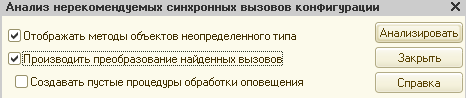 Анализ нерекомендуемых синхронных вызовов конфигурации
Отображать методы объектов неопределенного типа
Анализировать
Производить преобразование найденных вызовов
Закрыть
Создавать пустые процедуры обработки оповещения
Справка